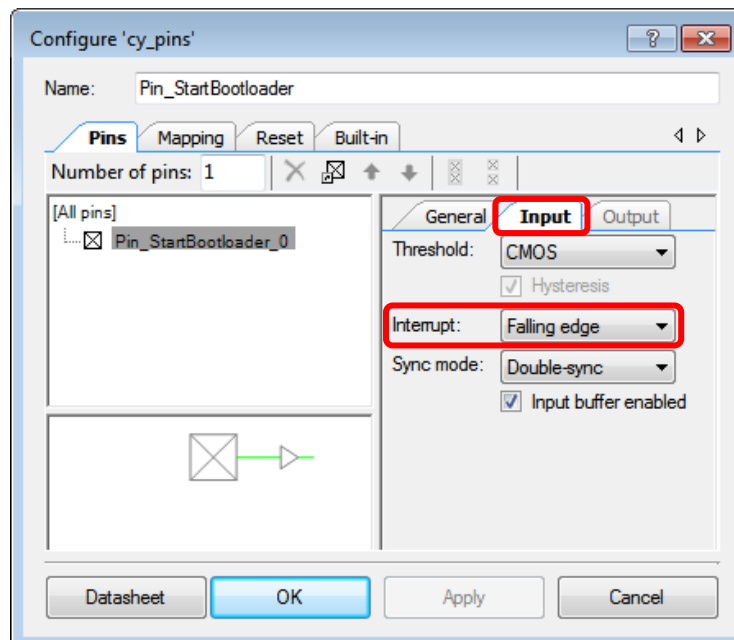 Configure 'cy_pins'
Name: Pin_StartBootloader
Pins Mapping Reset Built-in
Number of pins: 1
[All pins]
Pin_StartBootloader_0
General Input Output
Threshold: CMOS
Hysteresis
Interrupt: Falling edge
Sync mode: Double-sync
Input buffer enabled
Datasheet OK Apply Cancel